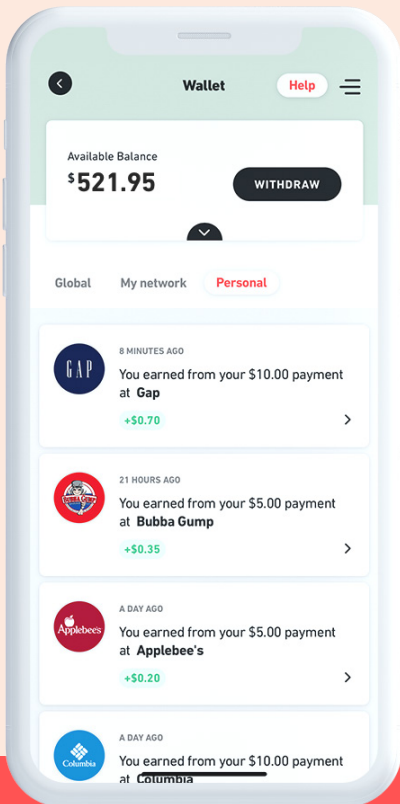 Wallet
Help
Available Balance
$521.95
WITHDRAW
Global
My network
Personal
GAP
8 MINUTES AGO
You earned from your $10.00 payment
at Gap
+$0.70
BUBBA GUMP
21 HOURS AGO
You earned from your $5.00 payment
at Bubba Gump
+$0.35
Applebee's
A DAY AGO
You earned from your $5.00 payment
at Applebee's
+$0.20
Columbia
A DAY AGO
You earned from your $10.00 payment
at Columbia